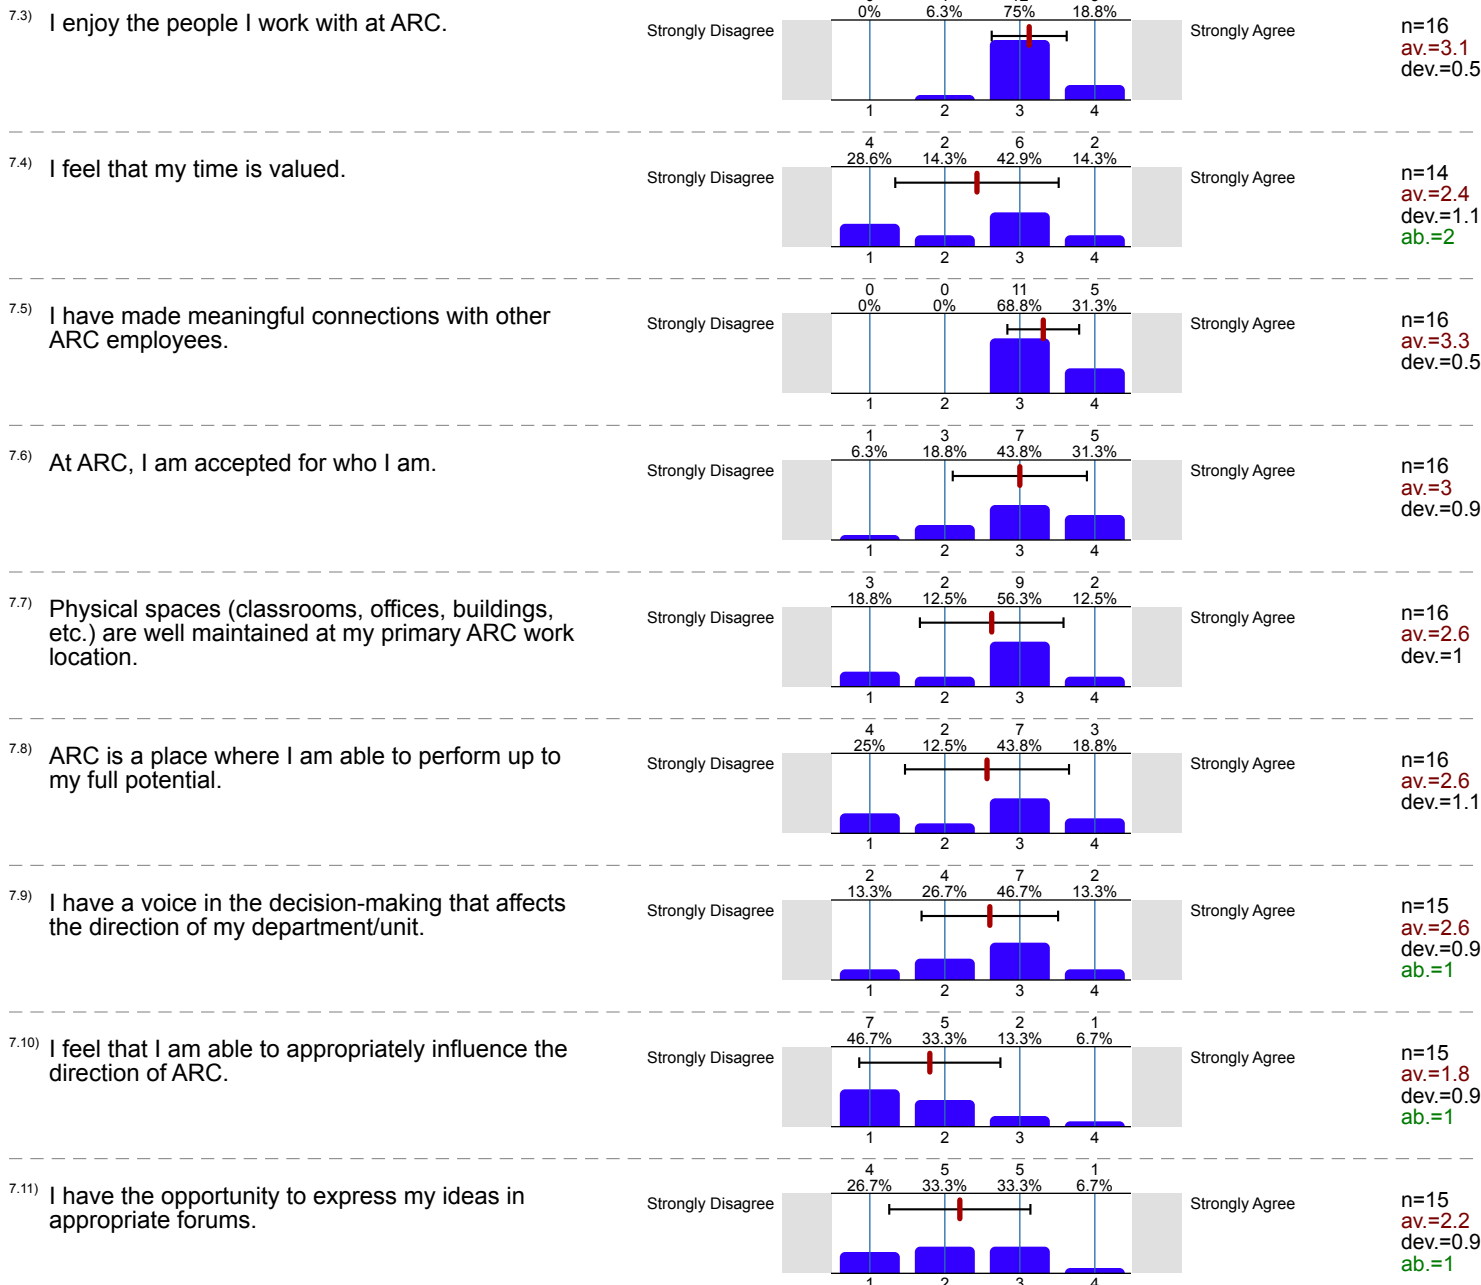 7.3) I enjoy the people I work with at ARC.
Strongly Disagree
0% 6.3% 75% 18.8%
1 2 3 4
Strongly Agree
n=16
av.=3.1
dev.=0.5
7.4) I feel that my time is valued.
Strongly Disagree
4 2 6 2
28.6% 14.3% 42.9% 14.3%
1 2 3 4
Strongly Agree
n=14
av.=2.4
dev.=1.1
ab.=2
7.5) I have made meaningful connections with other
ARC employees.
Strongly Disagree
0 0 11 5
0% 0% 68.8% 31.3%
1 2 3 4
Strongly Agree
n=16
av.=3.3
dev.=0.5
7.6) At ARC, I am accepted for who I am.
Strongly Disagree
1 3 7 5
6.3% 18.8% 43.8% 31.3%
1 2 3 4
Strongly Agree
n=16
av.=3
dev.=0.9
7.7) Physical spaces (classrooms, offices, buildings,
etc.) are well maintained at my primary ARC work
location.
Strongly Disagree
3 2 9 2
18.8% 12.5% 56.3% 12.5%
1 2 3 4
Strongly Agree
n=16
av.=2.6
dev.=1
7.8) ARC is a place where I am able to perform up to
my full potential.
Strongly Disagree
4 2 7 3
25% 12.5% 43.8% 18.8%
1 2 3 4
Strongly Agree
n=16
av.=2.6
dev.=1.1
7.9) I have a voice in the decision-making that affects
the direction of my department/unit.
Strongly Disagree
2 4 7 2
13.3% 26.7% 46.7% 13.3%
1 2 3 4
Strongly Agree
n=15
av.=2.6
dev.=0.9
ab.=1
7.10) I feel that I am able to appropriately influence the
direction of ARC.
Strongly Disagree
7 5 2 1
46.7% 33.3% 13.3% 6.7%
1 2 3 4
Strongly Agree
n=15
av.=1.8
dev.=0.9
ab.=1
7.11) I have the opportunity to express my ideas in
appropriate forums.
Strongly Disagree
4 5 5 1
26.7% 33.3% 33.3% 6.7%
1 2 3 4
Strongly Agree
n=15
av.=2.2
dev.=0.9
ab.=1